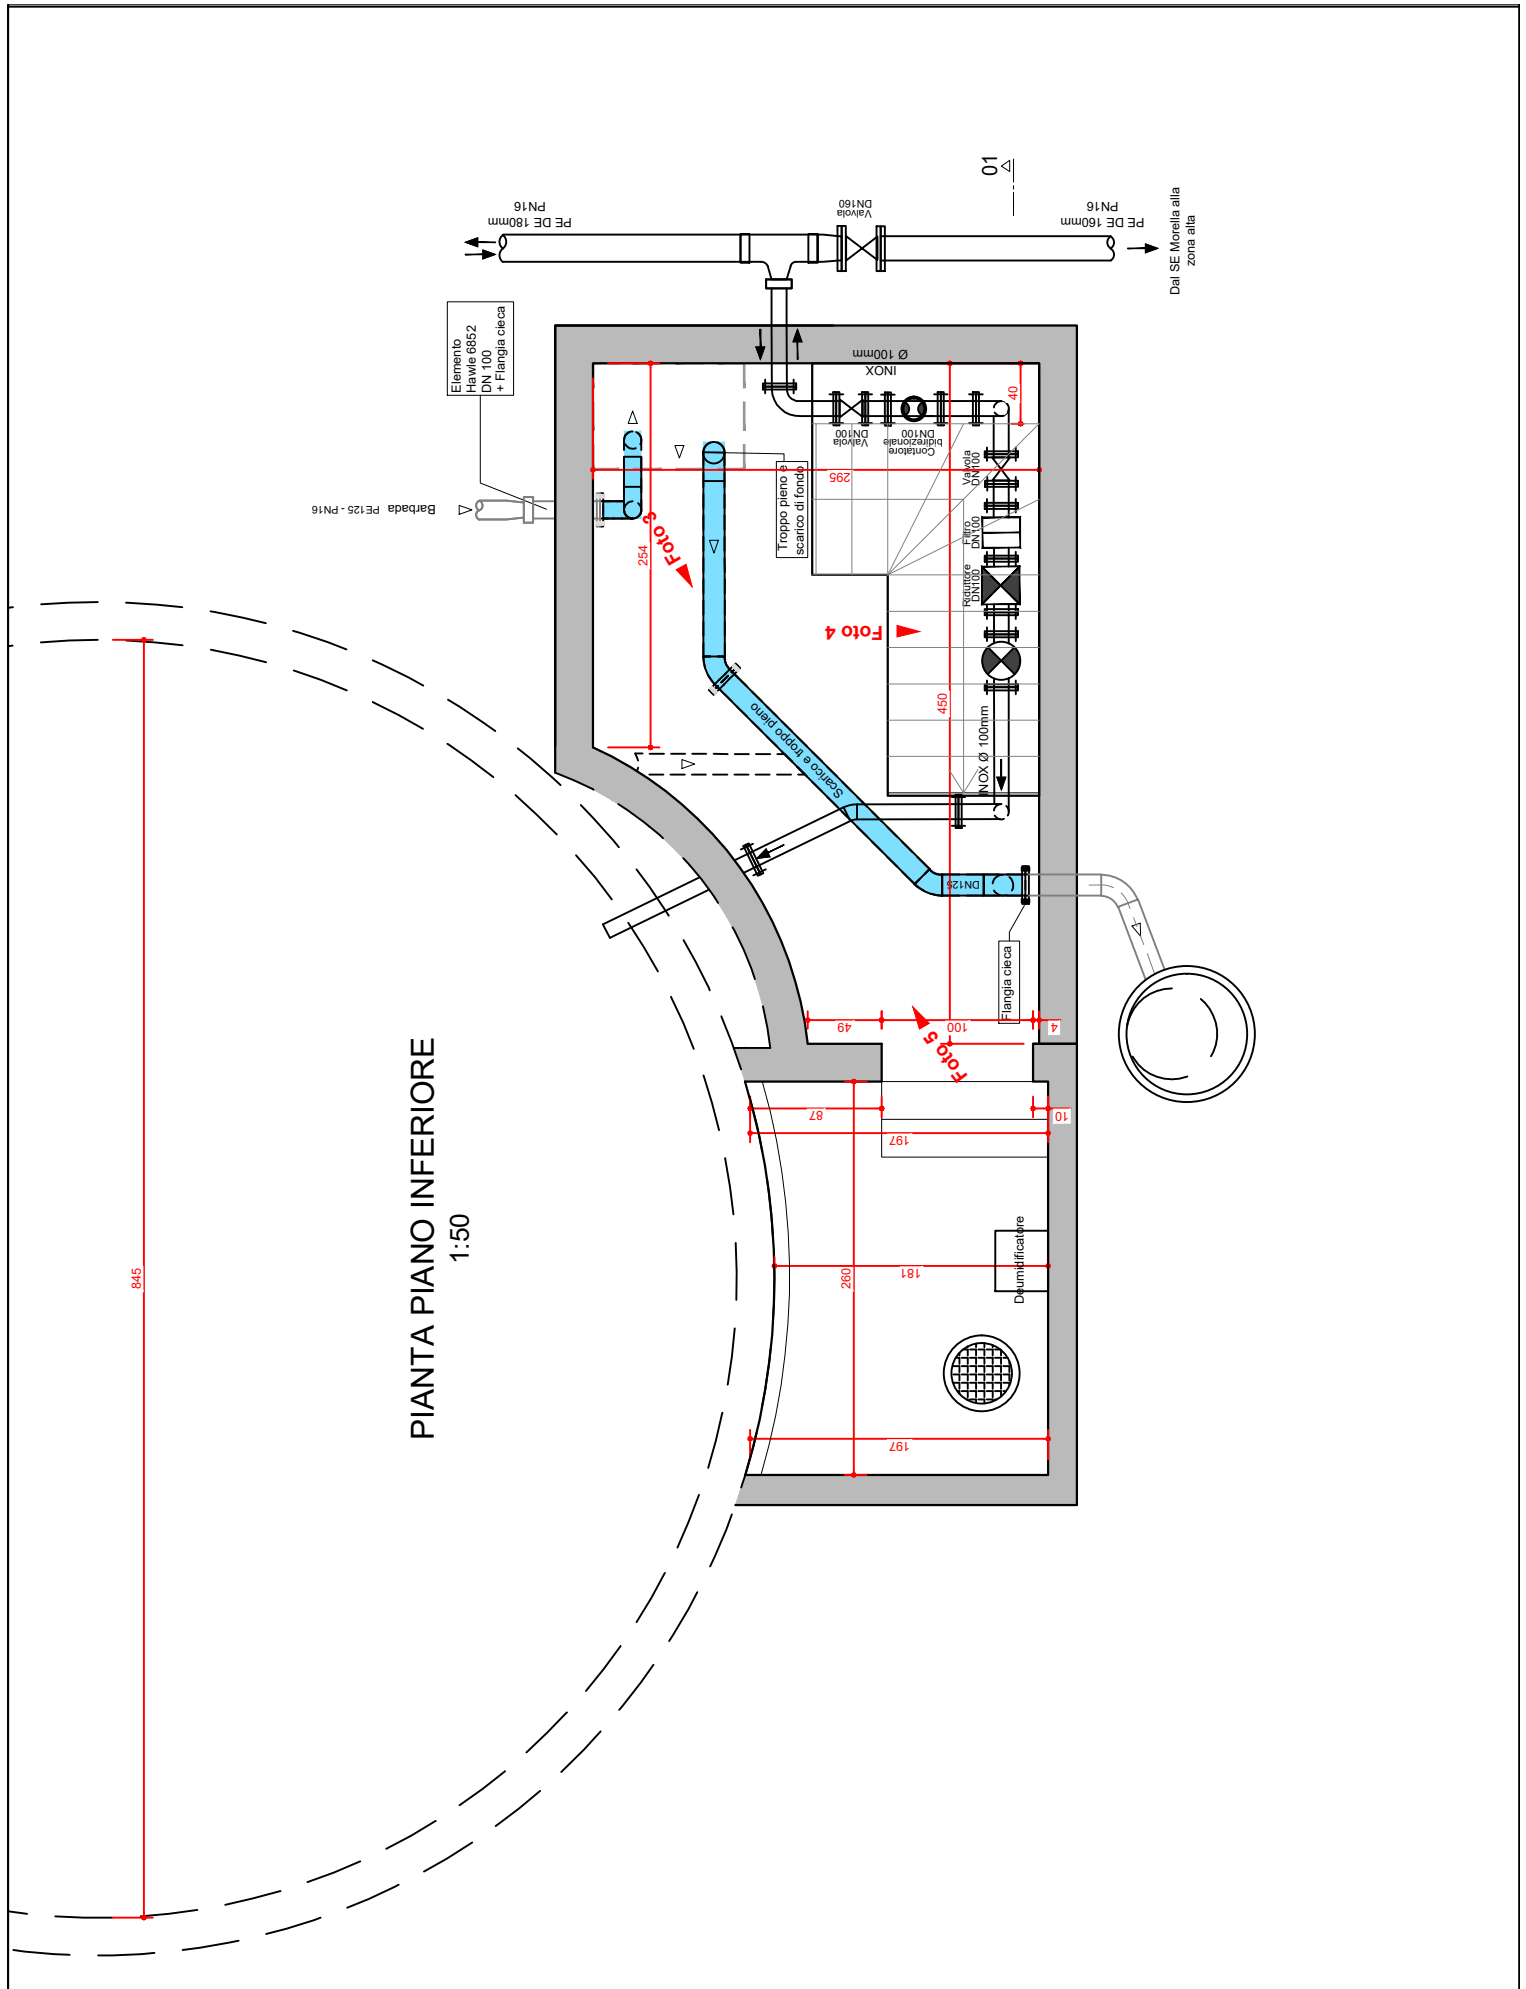 01
PE DE 180mm
PN16
Valvola
DN160
PE DE 160mm
PN16
Dal SE Morella alla
zona alta
Elemento
Hawle 6852
DN 100
+ Flangia cieca
Barbada
PE125 - PN16
INOX
Ø 100mm
40
Valvola
DN100
Contatore
bidirezionale
DN100
Valvola
DN100
295
Troppo pieno e
scarico di fondo
Filtro
DN100
Riduttore
DN100
254
Foto 3
Foto 4
450
INOX Ø 100mm
Scarico e troppo pieno
DN125
Flangia cieca
49
100
4
Foto 5
87
10
197
PIANTA PIANO INFERIORE
1:50
845
260
181
Deumidificatore
197